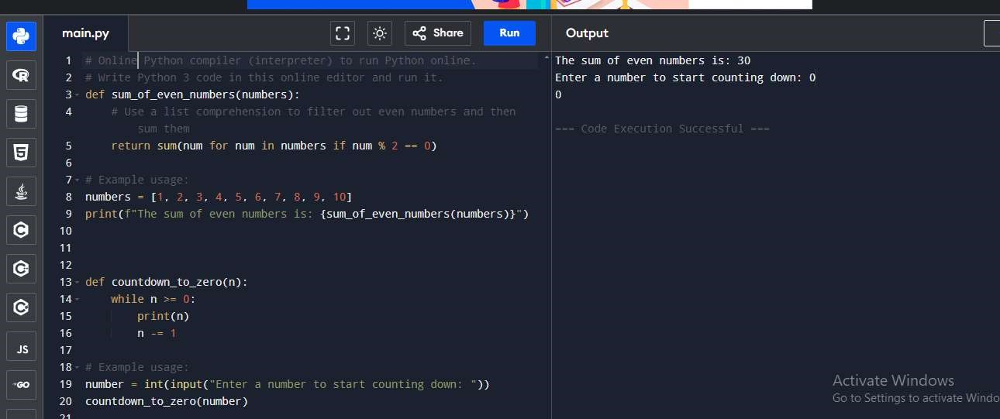 main.py
Share
Run
Output
1 # Online Python compiler (interpreter) to run Python online.
2 # Write Python 3 code in this online editor and run it.
3 def sum_of_even_numbers(numbers):
4     # Use a list comprehension to filter out even numbers and then
        sum them
5     return sum(num for num in numbers if num % 2 == 0)
6
7 # Example usage:
8 numbers = [1, 2, 3, 4, 5, 6, 7, 8, 9, 10]
9 print(f"The sum of even numbers is: {sum_of_even_numbers(numbers)}")
10
11
12
13 def countdown_to_zero(n):
14     while n >= 0:
15         print(n)
16         n -= 1
17
18 # Example usage:
19 number = int(input("Enter a number to start counting down: "))
20 countdown_to_zero(number)
21
The sum of even numbers is: 30
Enter a number to start counting down: 0
0
=== Code Execution Successful ===
R
5
C
C
C
JS
GO
Activate Windows
Go to Settings to activate Windo